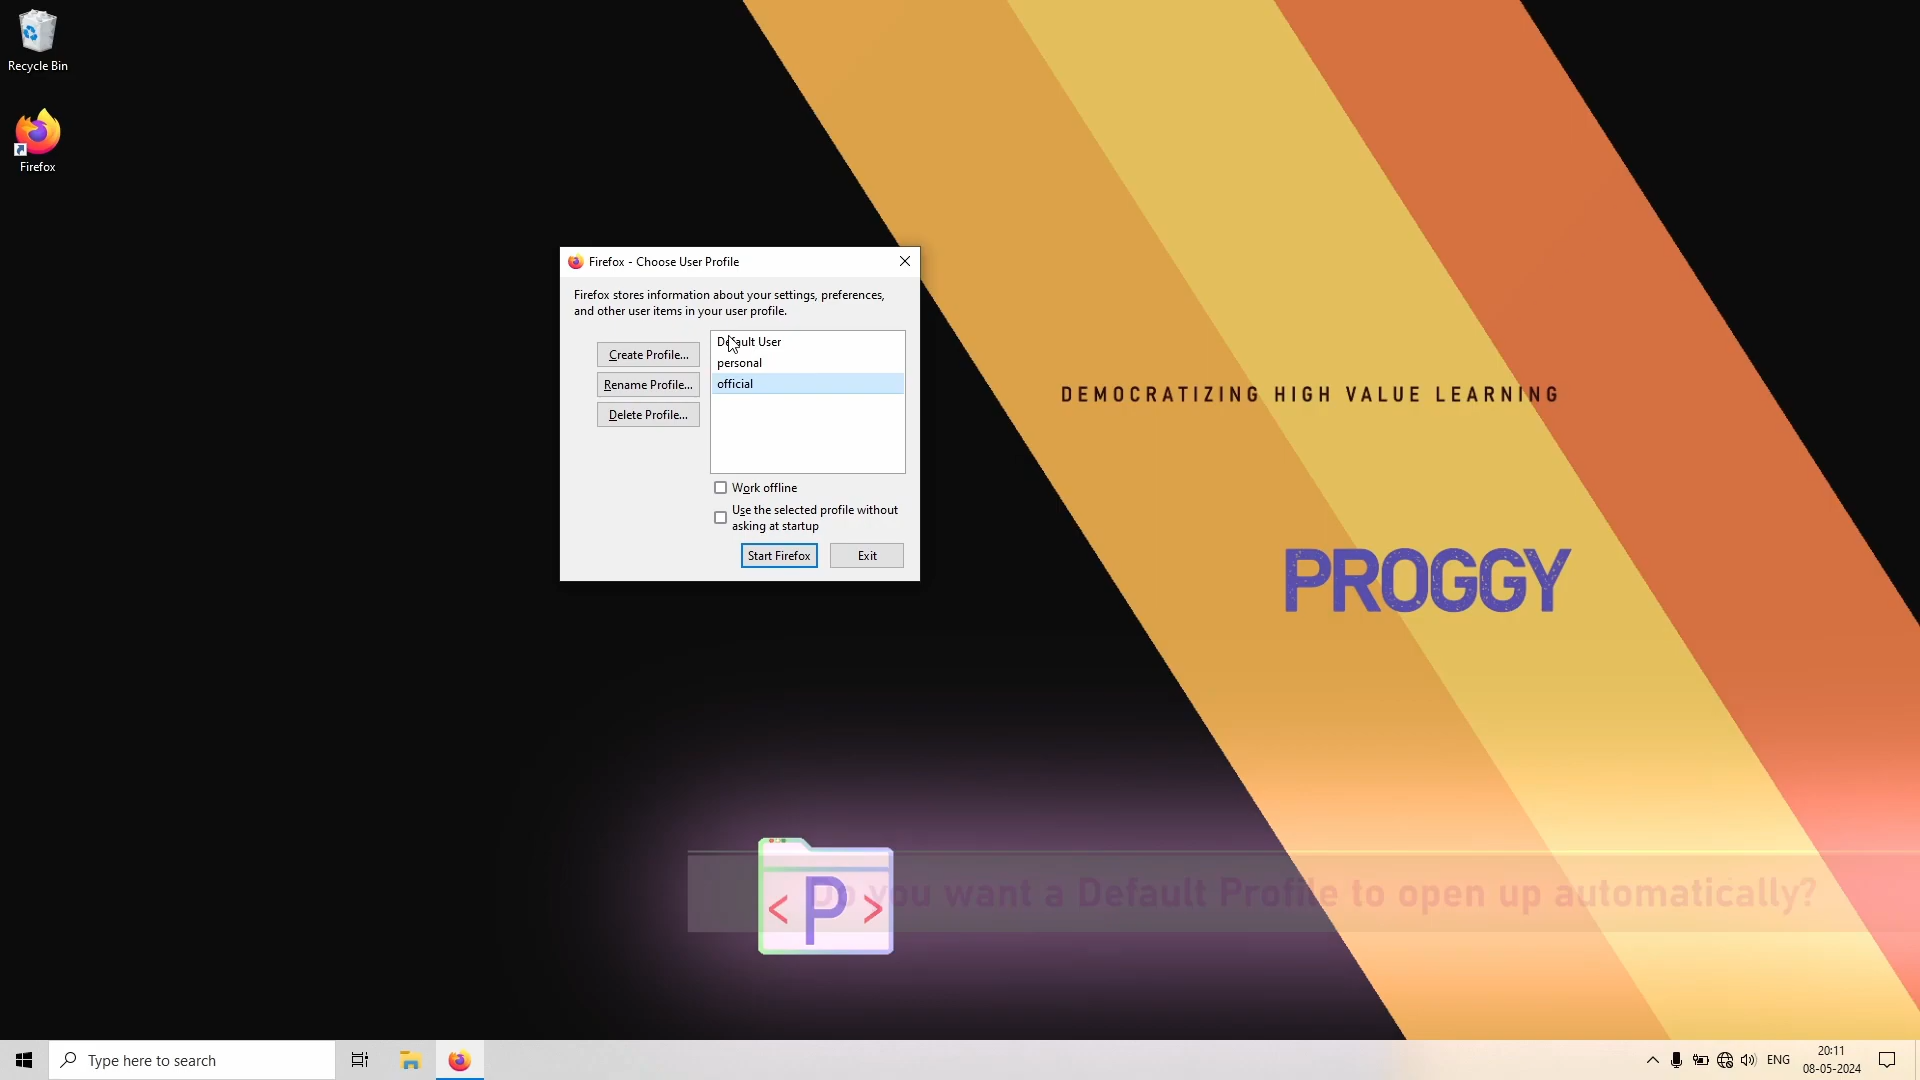 Recycle Bin
Firefox
Firefox - Choose User Profile
Firefox stores information about your settings, preferences,
and other user items in your user profile.
Create Profile...
Rename Profile...
Delete Profile...
Default User
personal
official
Work offline
Use the selected profile without
asking at startup
Start Firefox
Exit
DEMOCRATIZING HIGH VALUE LEARNING
PROGGY
<P>
Do you want a Default Profile to open up automatically?
Type here to search
ENG
20:11
08-05-2024